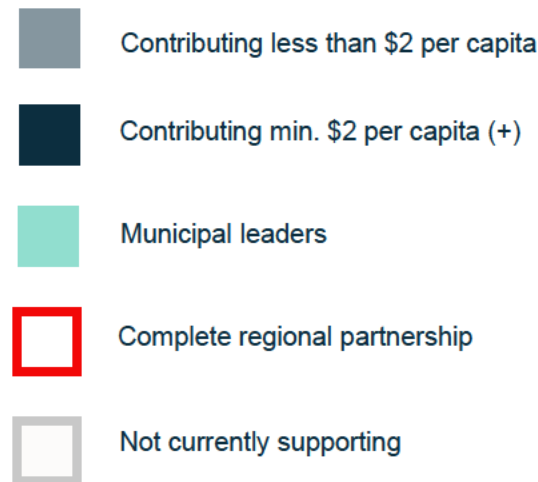 Contributing less than $2 per capita
Contributing min. $2 per capita (+)
Municipal leaders
Complete regional partnership
Not currently supporting